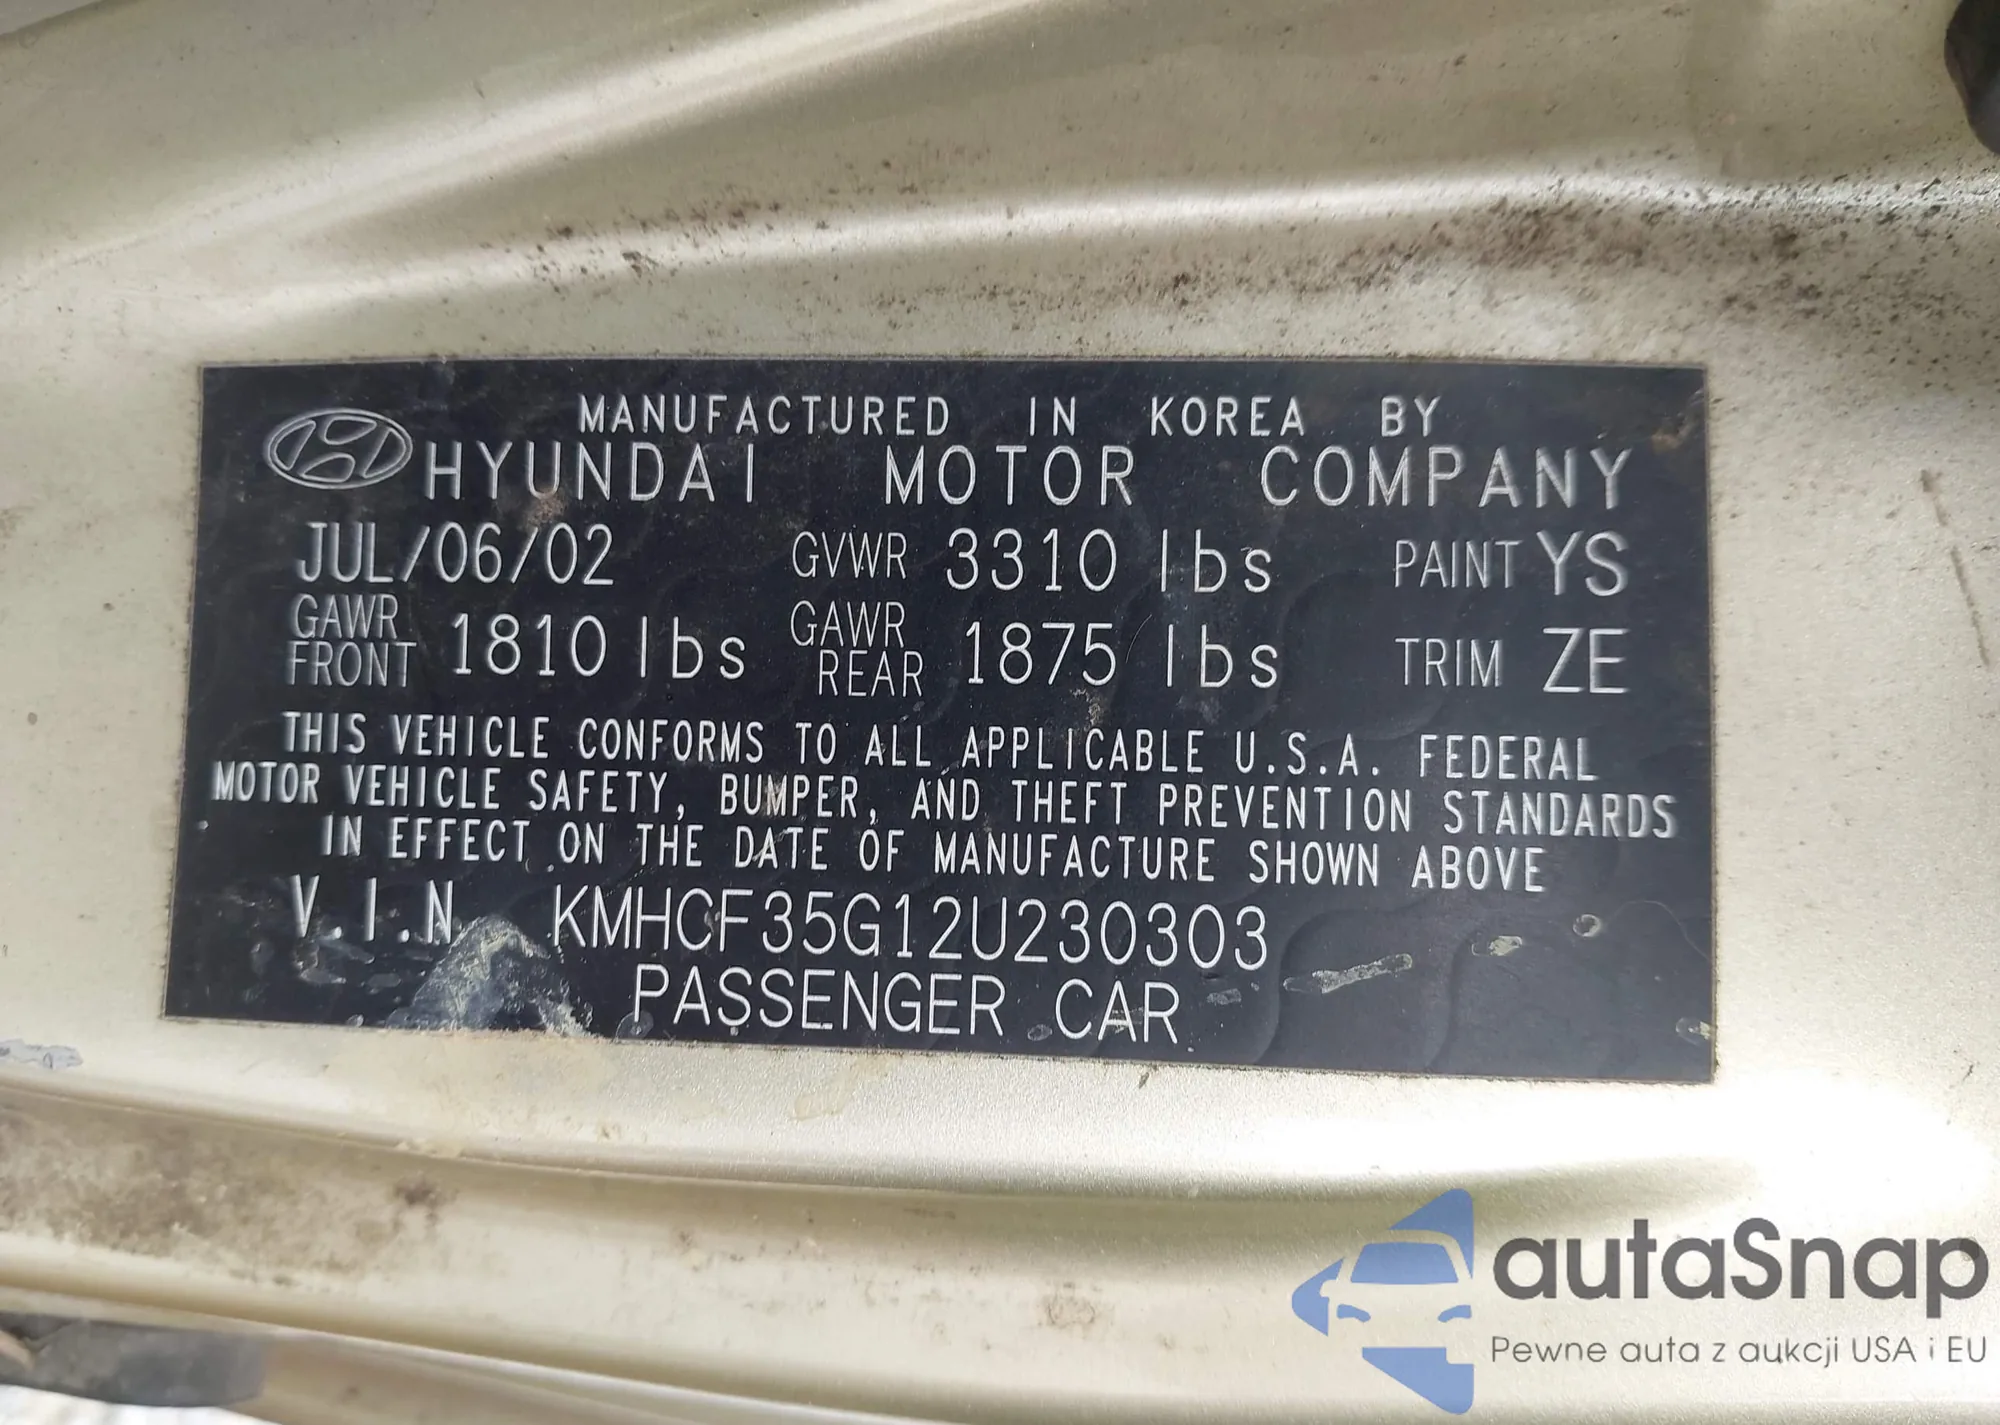 MANUFACTURED IN KOREA BY
HYUNDAI MOTOR COMPANY
JUL/06/02 GVWR 3310 lbs PAINT YS
GAWR FRONT 1810 lbs GAWR REAR 1875 lbs TRIM ZE
THIS VEHICLE CONFORMS TO ALL APPLICABLE U.S.A. FEDERAL
MOTOR VEHICLE SAFETY, BUMPER, AND THEFT PREVENTION STANDARDS
IN EFFECT ON THE DATE OF MANUFACTURE SHOWN ABOVE
V.I.N. KMHCF35G12U230303
PASSENGER CAR
autaSnap
Pewne auta z aukcji USA i EU